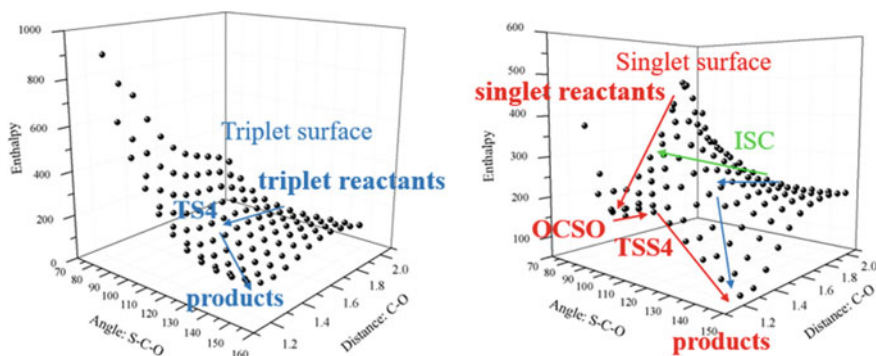 1000
800
600
400
200
0
Enthalpy
Triplet surface
triplet reactants
TS4
products
70
80
90
100
110
120
130
140
150
160
Angle: S-C-O
1.2
1.4
1.6
1.8
2.0
Distance: C-O
600
500
400
300
200
100
Enthalpy
Singlet surface
singlet reactants
ISC
OCSO
TSS4
products
70
80
90
100
110
120
130
140
150
Angle: S-C-O
1.2
1.4
1.6
1.8
2.0
Distance: C-O